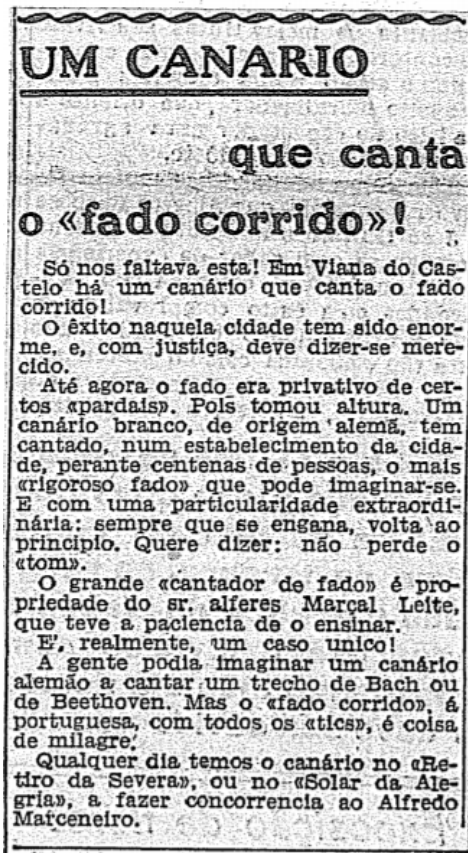 UM CANARIO
que canta
o «fado corrido»!
Só nos faltava esta! Em Viana do Cas-
telo há um canário que canta o fado
corrido!
O êxito naquela cidade tem sido enor-
me, e, com justiça, deve dizer-se mere-
cido.
Até agora o fado era privativo de cer-
tos «pardais». Pois tomou altura. Um
canário branco, de origem alemã, tem
cantado, num estabelecimento da cida-
de, perante centenas de pessoas, o mais
«rigoroso fado» que pode imaginar-se.
E com uma particularidade extraordi-
nária: sempre que se engana, volta ao
principio. Quere dizer: não perde o
«tom».
O grande «cantador de fado» é pro-
priedade do sr. alferes Marçal Leite,
que teve a paciencia de o ensinar.
E', realmente, um caso unico!
A gente podia imaginar um canário
alemão a cantar um trecho de Bach ou
de Beethoven. Mas o «fado corrido», á
portuguesa, com todos os «tics», é coisa
de milagre.
Qualquer dia temos o canário no «Re-
tiro da Severa», ou no «Solar da Ale-
gria», a fazer concorrencia ao Alfredo
Marceneiro.